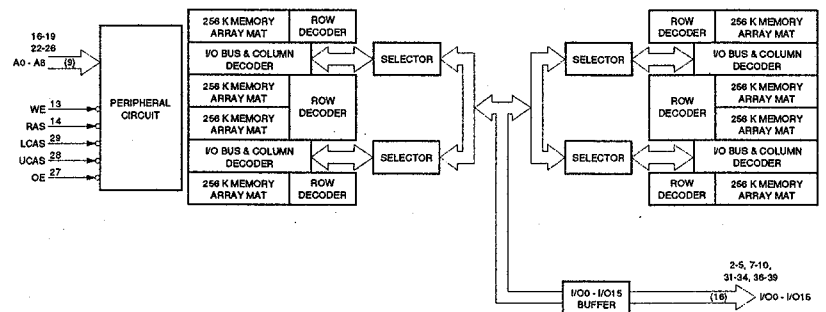 16-19
22-26
A0 - A8 (9)
WE 13
RAS 14
LCAS 29
UCAS 28
OE 27
PERIPHERAL
CIRCUIT
256 K MEMORY
ARRAY MAT
ROW
DECODER
I/O BUS & COLUMN
DECODER
SELECTOR
256 K MEMORY
ARRAY MAT
ROW
DECODER
256 K MEMORY
ARRAY MAT
I/O BUS & COLUMN
DECODER
SELECTOR
256 K MEMORY
ARRAY MAT
ROW
DECODER
ROW
DECODER
256 K MEMORY
ARRAY MAT
SELECTOR
I/O BUS & COLUMN
DECODER
ROW
DECODER
256 K MEMORY
ARRAY MAT
256 K MEMORY
ARRAY MAT
SELECTOR
I/O BUS & COLUMN
DECODER
ROW
DECODER
256 K MEMORY
ARRAY MAT
I/O0 - I/O15
BUFFER
2-5, 7-10,
31-34, 36-39
(16) I/O0 - I/O15